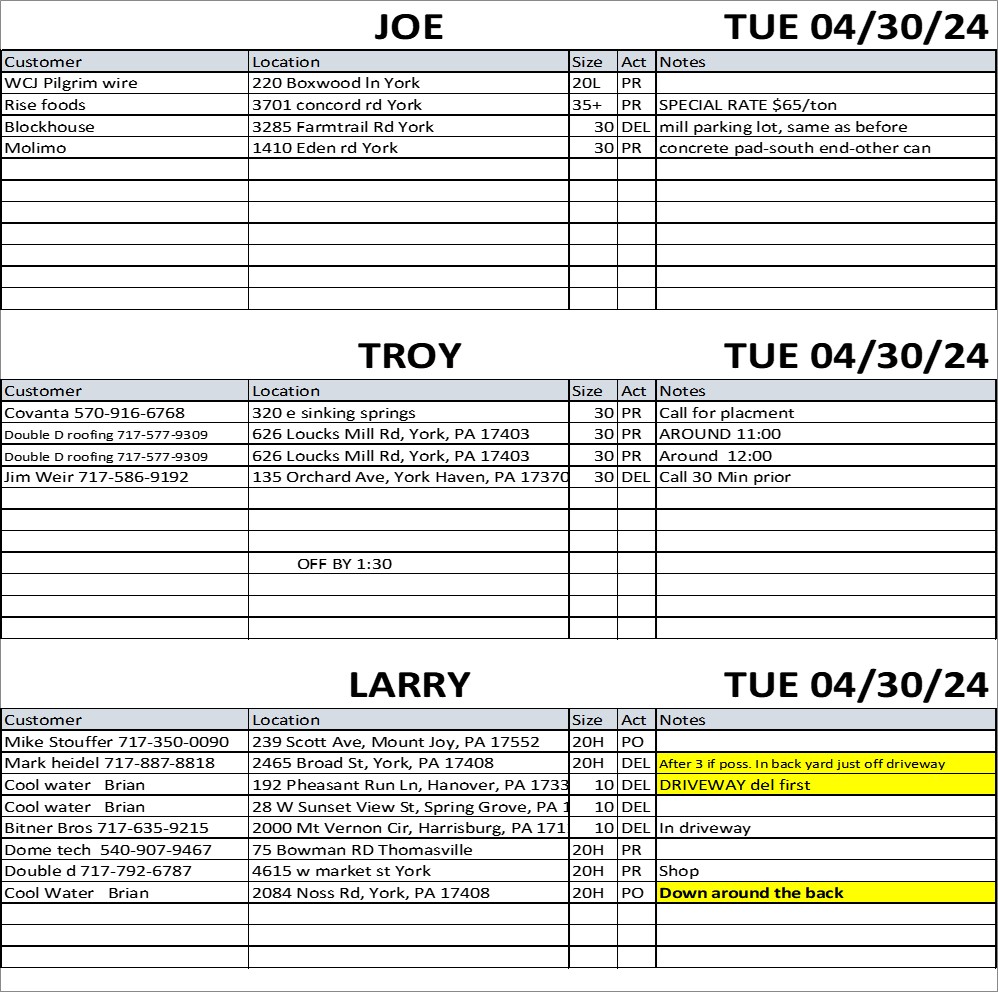 JOE TUE 04/30/24
Customer Location Size Act Notes
WCJ Pilgrim wire 220 Boxwood ln York 20L PR
Rise foods 3701 concord rd York 35+ PR SPECIAL RATE $65/ton
Blockhouse 3285 Farmtrail Rd York 30 DEL mill parking lot, same as before
Molimo 1410 Eden rd York 30 PR concrete pad-south end-other can
TROY TUE 04/30/24
Customer Location Size Act Notes
Covanta 570-916-6768 320 e sinking springs 30 PR Call for placment
Double D roofing 717-577-9309 626 Loucks Mill Rd, York, PA 17403 30 PR AROUND 11:00
Double D roofing 717-577-9309 626 Loucks Mill Rd, York, PA 17403 30 PR Around 12:00
Jim Weir 717-586-9192 135 Orchard Ave, York Haven, PA 17370 30 DEL Call 30 Min prior
OFF BY 1:30
LARRY TUE 04/30/24
Customer Location Size Act Notes
Mike Stouffer 717-350-0090 239 Scott Ave, Mount Joy, PA 17552 20H PO
Mark heidel 717-887-8818 2465 Broad St, York, PA 17408 20H DEL After 3 if poss. In back yard just off driveway
Cool water Brian 192 Pheasant Run Ln, Hanover, PA 1733 10 DEL DRIVEWAY del first
Cool water Brian 28 W Sunset View St, Spring Grove, PA 1 10 DEL
Bitner Bros 717-635-9215 2000 Mt Vernon Cir, Harrisburg, PA 171 10 DEL In driveway
Dome tech 540-907-9467 75 Bowman RD Thomasville 20H PR
Double d 717-792-6787 4615 w market st York 20H PR Shop
Cool Water Brian 2084 Noss Rd, York, PA 17408 20H PO Down around the back